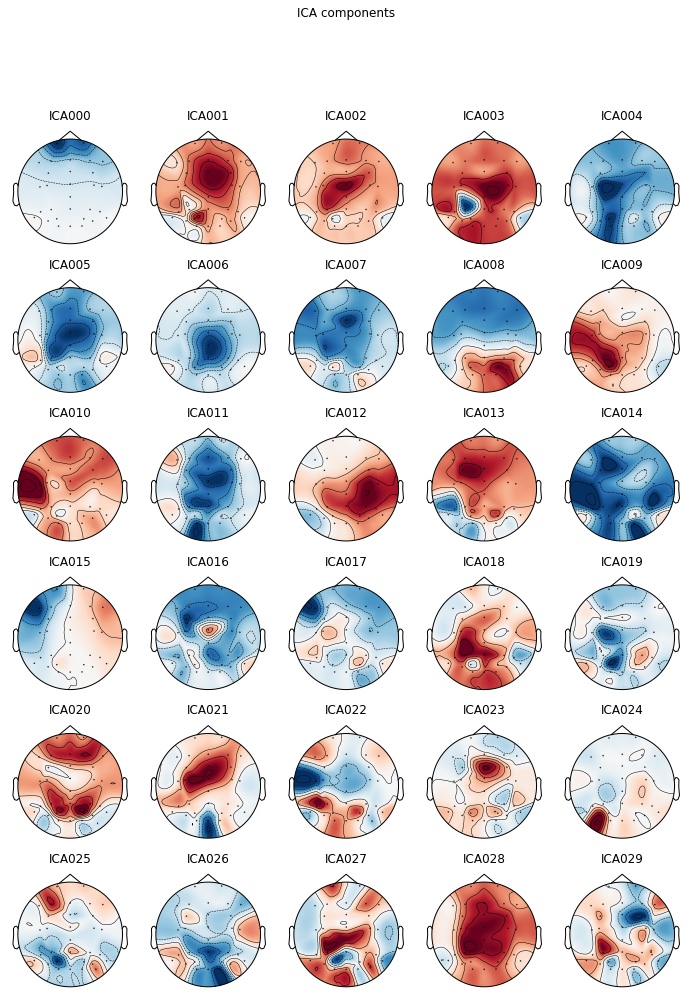 ICA components
ICA000 ICA001 ICA002 ICA003 ICA004
ICA005 ICA006 ICA007 ICA008 ICA009
ICA010 ICA011 ICA012 ICA013 ICA014
ICA015 ICA016 ICA017 ICA018 ICA019
ICA020 ICA021 ICA022 ICA023 ICA024
ICA025 ICA026 ICA027 ICA028 ICA029